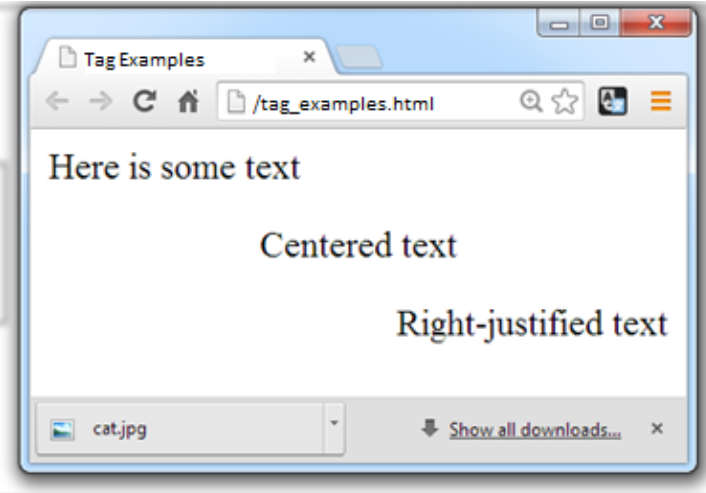 Tag Examples
/tag_examples.html
Here is some text
Centered text
Right-justified text
cat.jpg
Show all downloads...